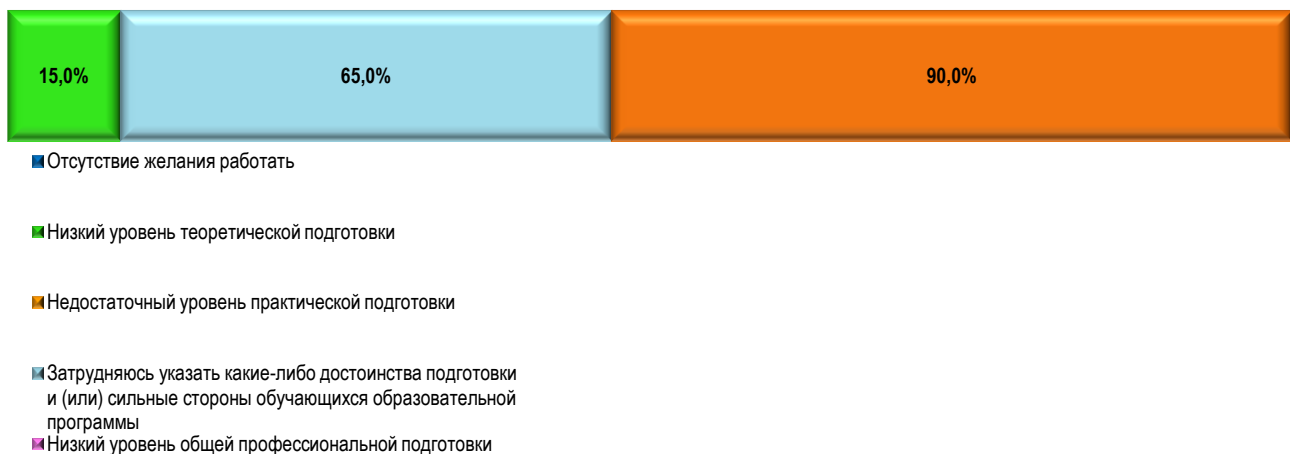 15,0% 65,0% 90,0%
Отсутствие желания работать
Низкий уровень теоретической подготовки
Недостаточный уровень практической подготовки
Затрудняюсь указать какие-либо достоинства подготовки
и (или) сильные стороны обучающихся образовательной
программы
Низкий уровень общей профессиональной подготовки